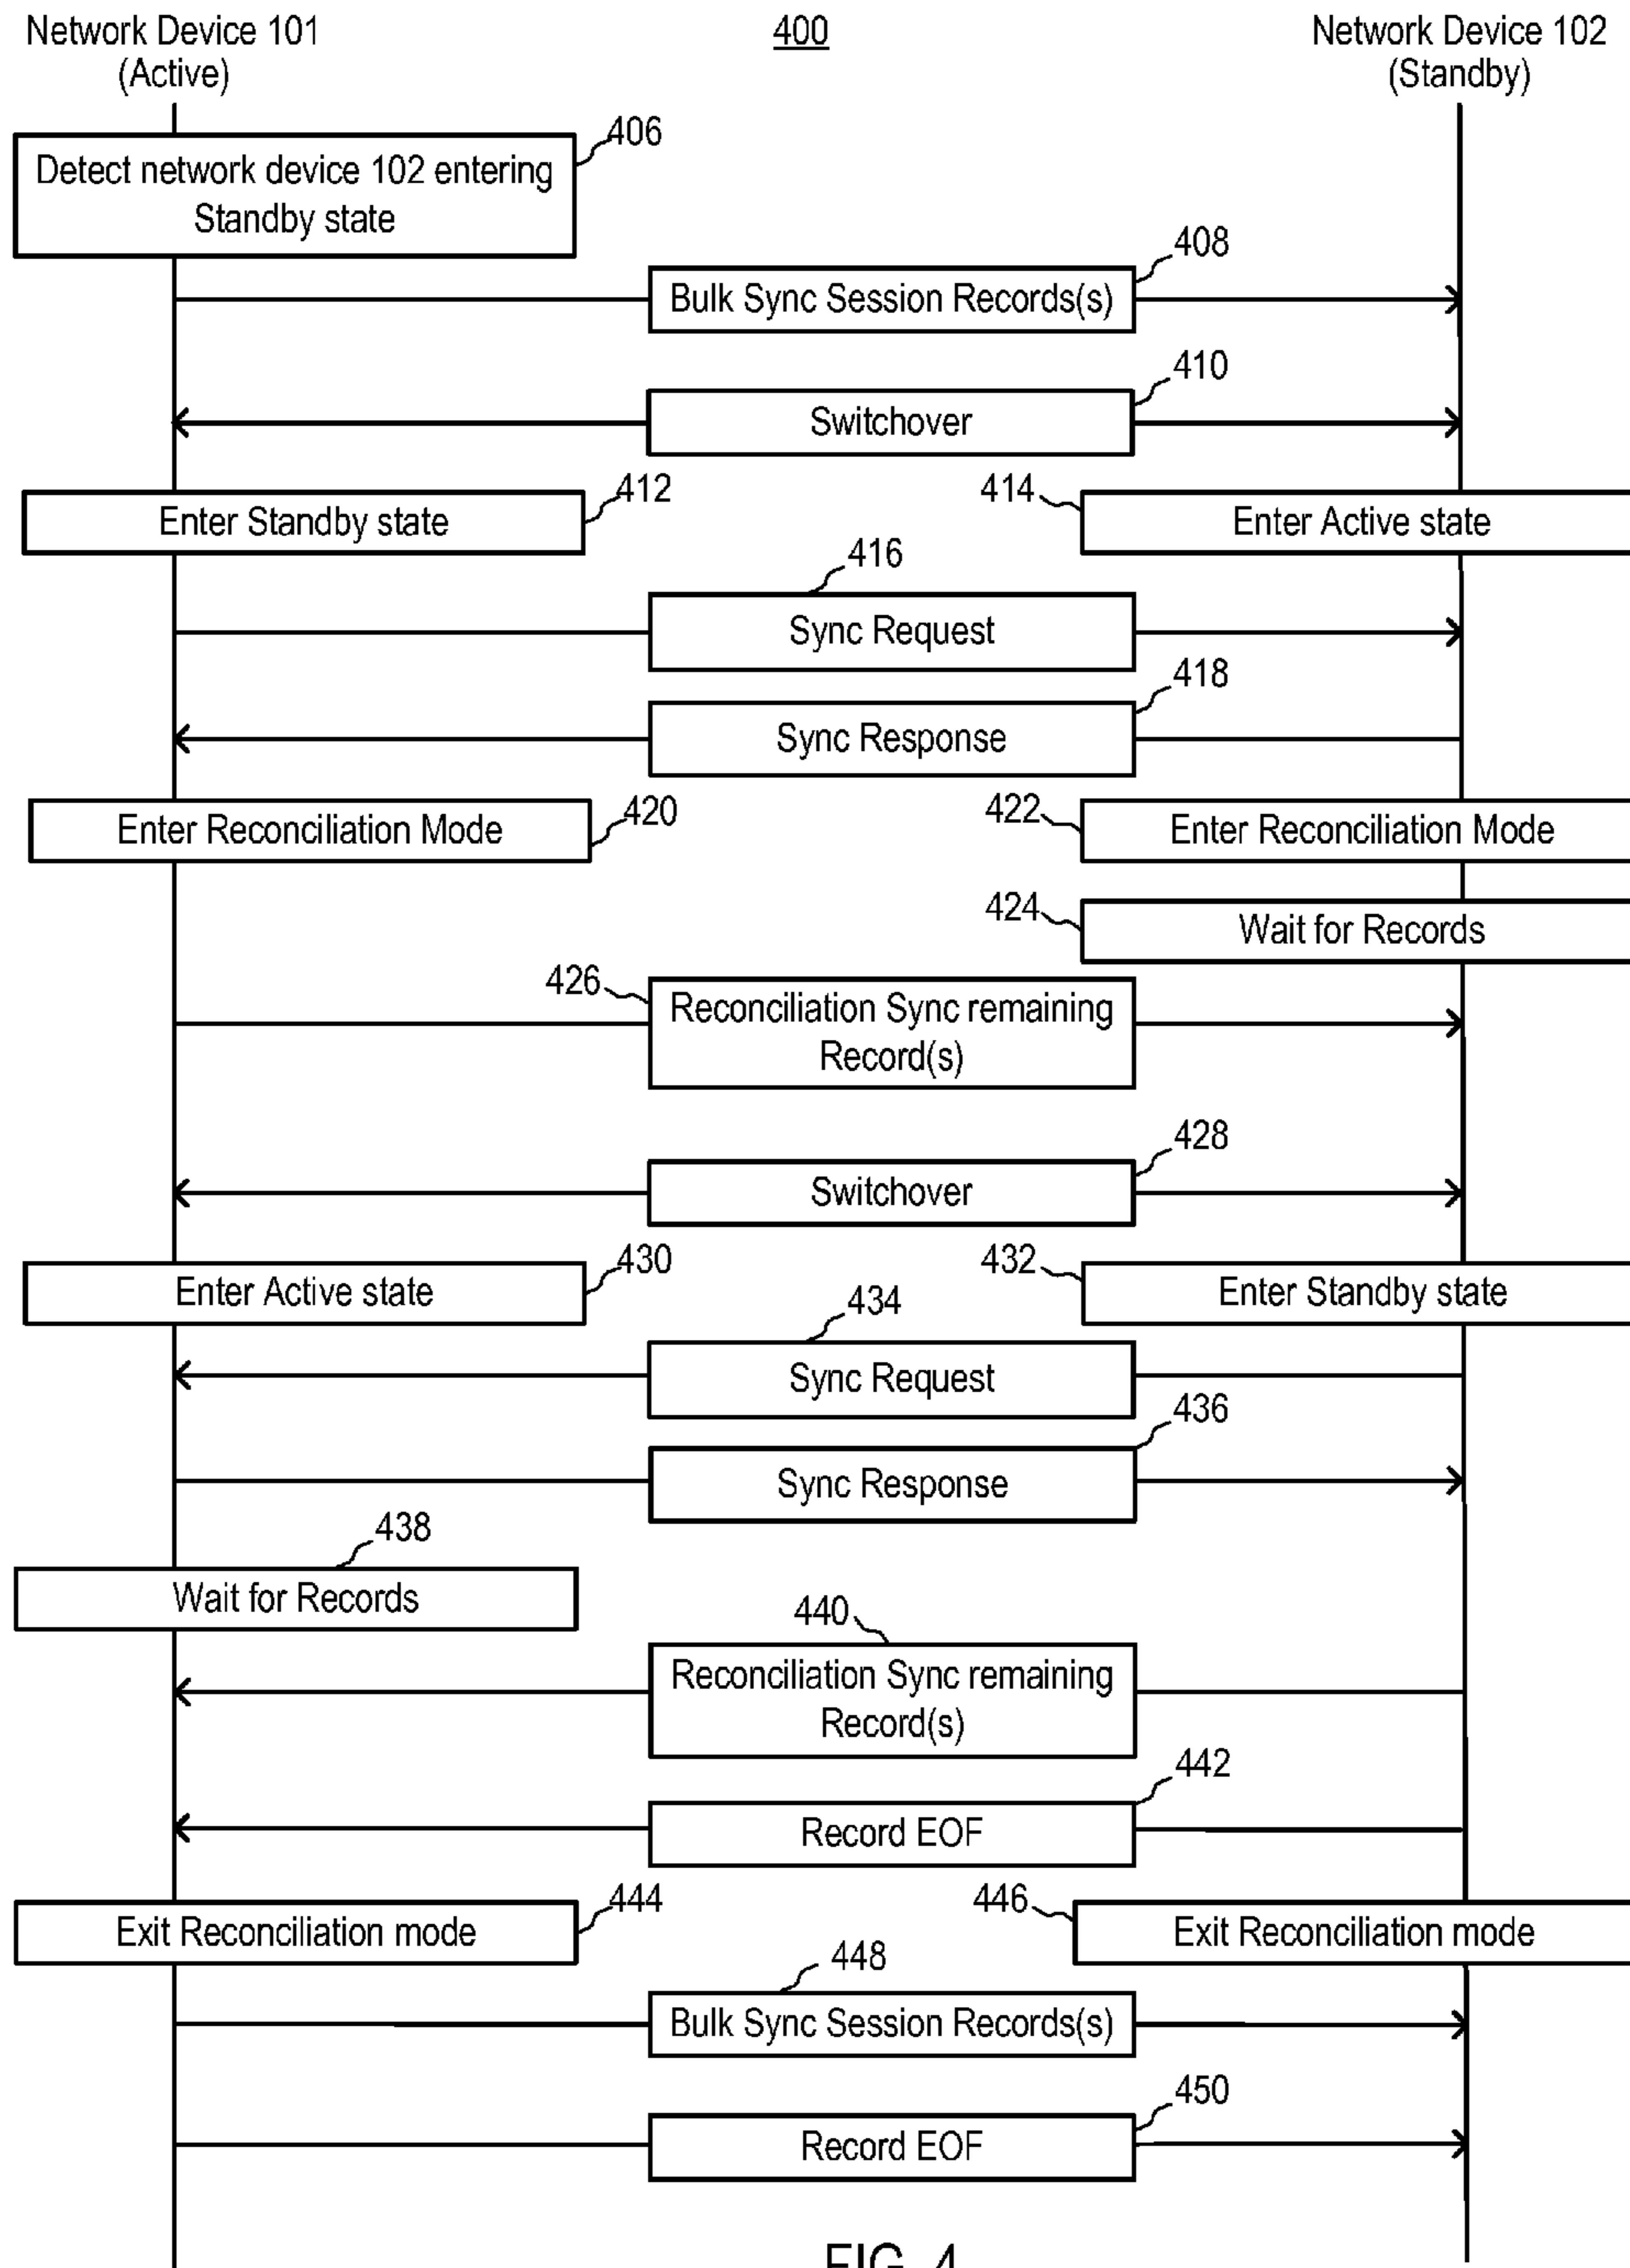 Network Device 101
(Active)
400
Network Device 102
(Standby)
406
Detect network device 102 entering
Standby state
408
Bulk Sync Session Records(s)
410
Switchover
412
Enter Standby state
414
Enter Active state
416
Sync Request
418
Sync Response
420
Enter Reconciliation Mode
422
Enter Reconciliation Mode
424
Wait for Records
426
Reconciliation Sync remaining
Record(s)
428
Switchover
430
Enter Active state
432
Enter Standby state
434
Sync Request
436
Sync Response
438
Wait for Records
440
Reconciliation Sync remaining
Record(s)
442
Record EOF
444
Exit Reconciliation mode
446
Exit Reconciliation mode
448
Bulk Sync Session Records(s)
450
Record EOF
FIG. 4